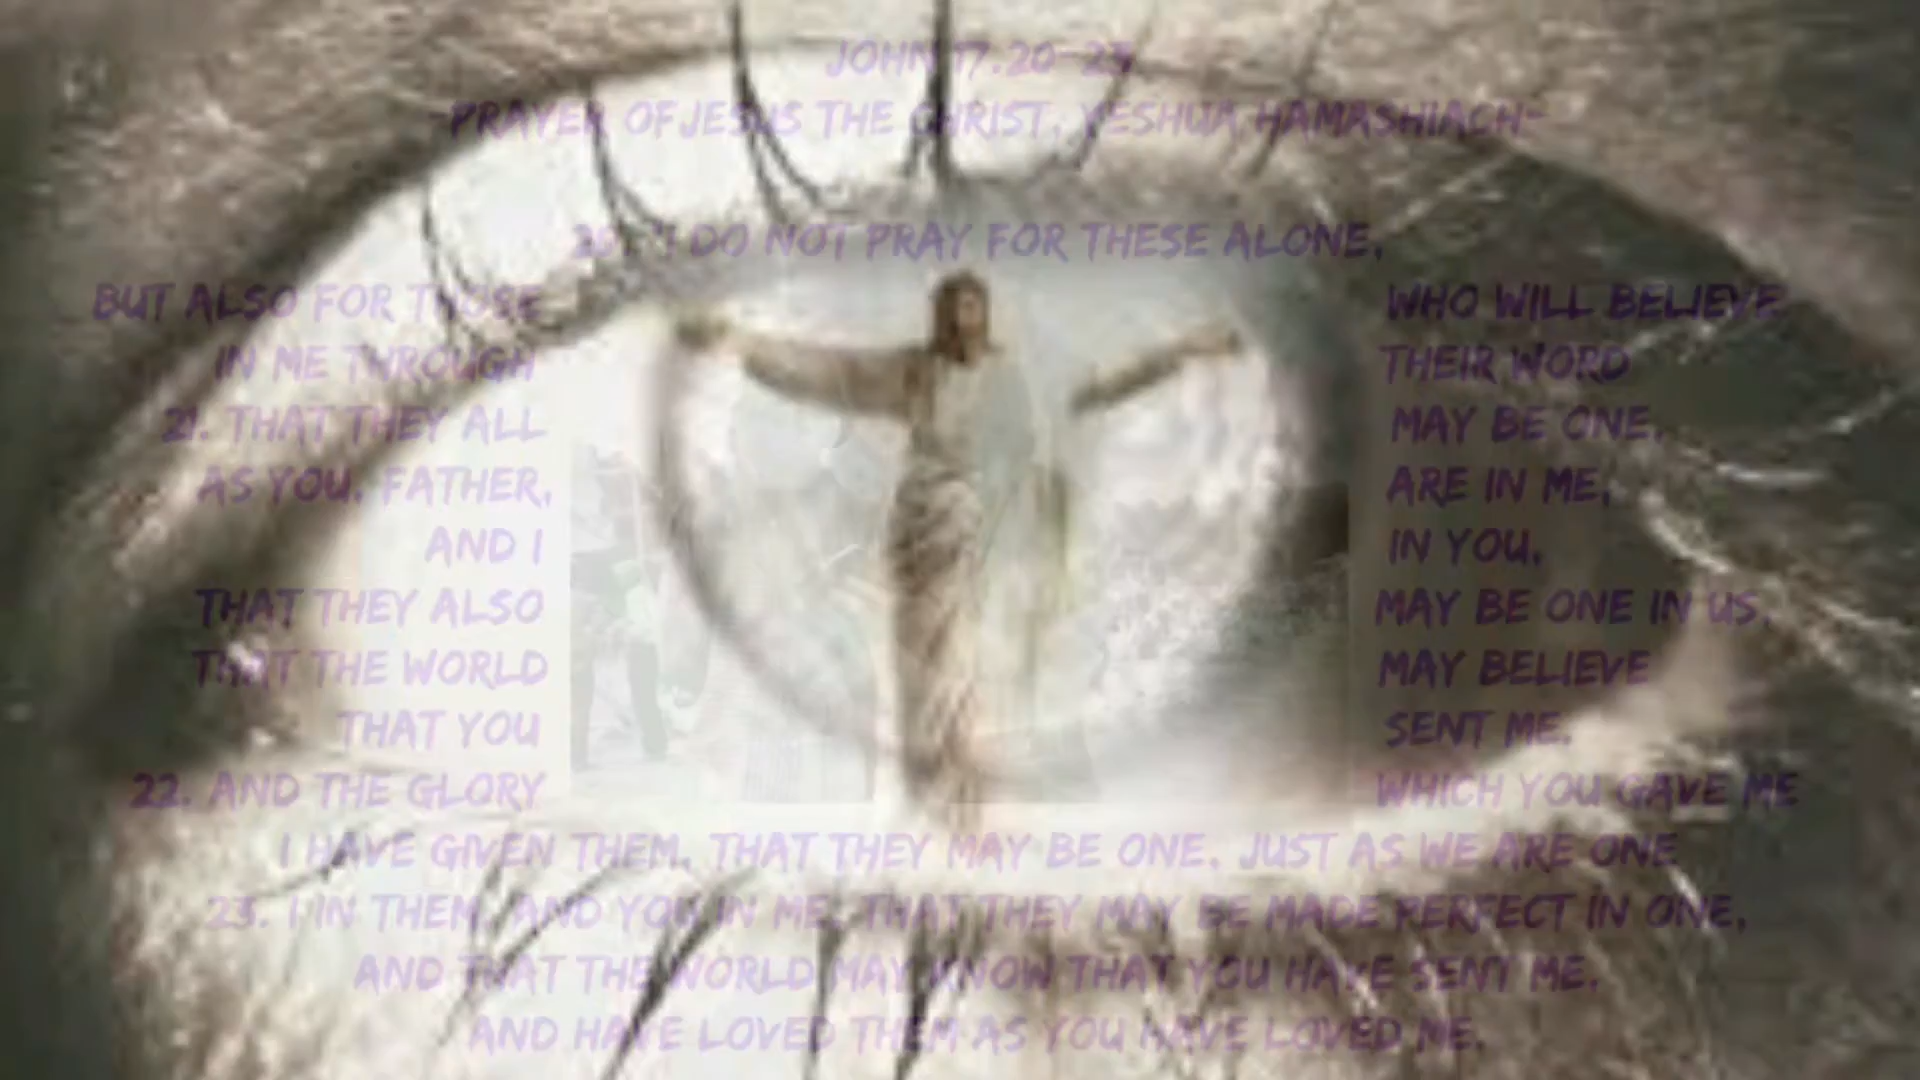 JOHN 17.20-23
PRAYER OF JESUS THE CHRIST, YESHUA HAMASHIACH-
20. "I DO NOT PRAY FOR THESE ALONE,
BUT ALSO FOR THOSE WHO WILL BELIEVE
IN ME THROUGH THEIR WORD
21. THAT THEY ALL MAY BE ONE,
AS YOU, FATHER, ARE IN ME,
AND I IN YOU,
THAT THEY ALSO MAY BE ONE IN US,
THAT THE WORLD MAY BELIEVE
THAT YOU SENT ME.
22. AND THE GLORY WHICH YOU GAVE ME
I HAVE GIVEN THEM, THAT THEY MAY BE ONE, JUST AS WE ARE ONE
23. I IN THEM, AND YOU IN ME, THAT THEY MAY BE MADE PERFECT IN ONE,
AND THAT THE WORLD MAY KNOW THAT YOU HAVE SENT ME,
AND HAVE LOVED THEM AS YOU HAVE LOVED ME.